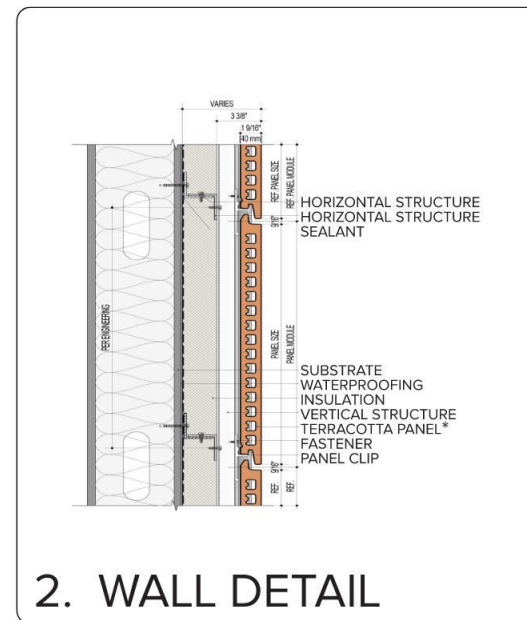 VARIES
3 3/8"
1 9/16"
40 mm
REF. PANEL SIZE
REF. PANEL MODULE
HORIZONTAL STRUCTURE
HORIZONTAL STRUCTURE
SEALANT
9/16"
PER ENGINEERING
PANEL SIZE
PANEL MODULE
SUBSTRATE
WATERPROOFING
INSULATION
VERTICAL STRUCTURE
TERRACOTTA PANEL*
FASTENER
PANEL CLIP
9/16"
REF.
REF.
2. WALL DETAIL